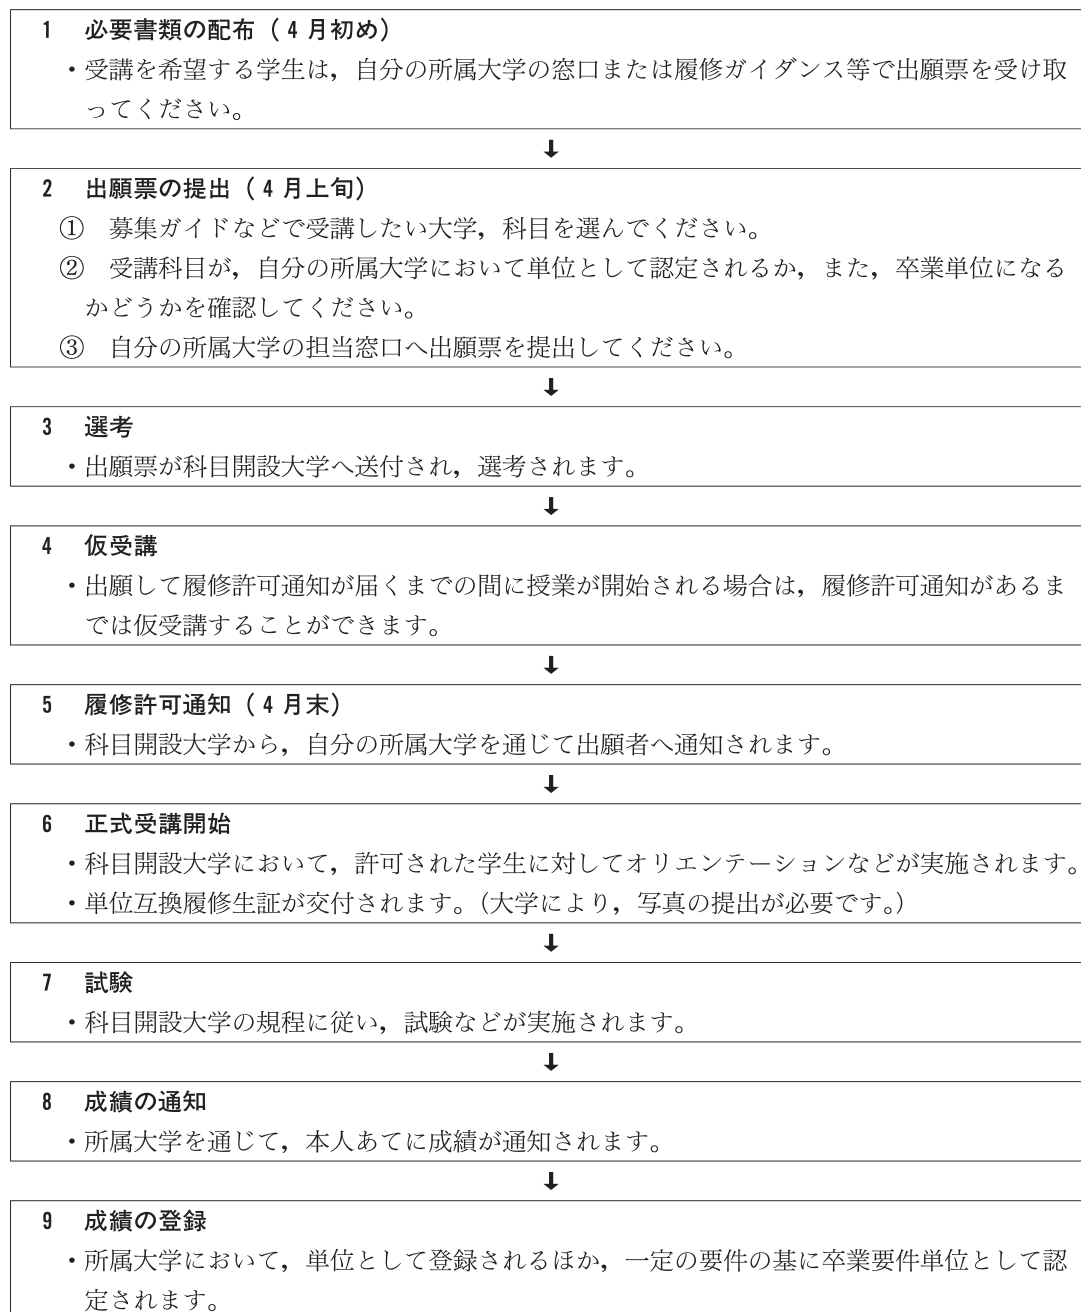 1 必要書類の配布（4月初め）
・受講を希望する学生は，自分の所属大学の窓口または履修ガイダンス等で出願票を受け取
ってください。
⬇
2 出願票の提出（4月上旬）
① 募集ガイドなどで受講したい大学，科目を選んでください。
② 受講科目が，自分の所属大学において単位として認定されるか，また，卒業単位になる
かどうかを確認してください。
③ 自分の所属大学の担当窓口へ出願票を提出してください。
⬇
3 選考
・出願票が科目開設大学へ送付され，選考されます。
⬇
4 仮受講
・出願して履修許可通知が届くまでの間に授業が開始される場合は，履修許可通知があるま
では仮受講することができます。
⬇
5 履修許可通知（4月末）
・科目開設大学から，自分の所属大学を通じて出願者へ通知されます。
⬇
6 正式受講開始
・科目開設大学において，許可された学生に対してオリエンテーションなどが実施されます。
・単位互換履修生証が交付されます。（大学により，写真の提出が必要です。）
⬇
7 試験
・科目開設大学の規程に従い，試験などが実施されます。
⬇
8 成績の通知
・所属大学を通じて，本人あてに成績が通知されます。
⬇
9 成績の登録
・所属大学において，単位として登録されるほか，一定の要件の基に卒業要件単位として認
定されます。